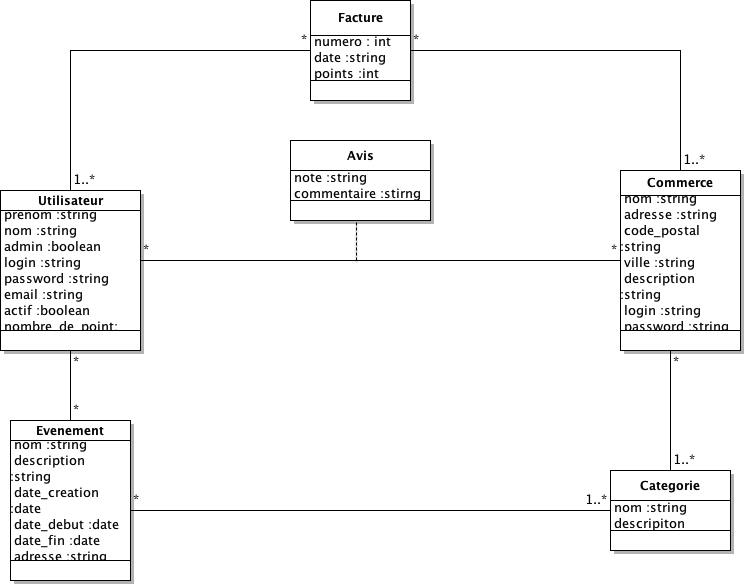 Facture
numero : int
date :string
points :int
*
*
1..*
1..*
Avis
note :string
commentaire :stirng
Utilisateur
prenom :string
nom :string
admin :boolean
login :string
password :string
email :string
actif :boolean
nombre_de_point:
*
*
Commerce
nom :string
adresse :string
code_postal
:string
ville :string
description
:string
login :string
password :string
*
*
*
1..*
Evenement
nom :string
description
:string
date_creation
:date
date_debut :date
date_fin :date
adresse :string
*
1..*
Categorie
nom :string
descripiton